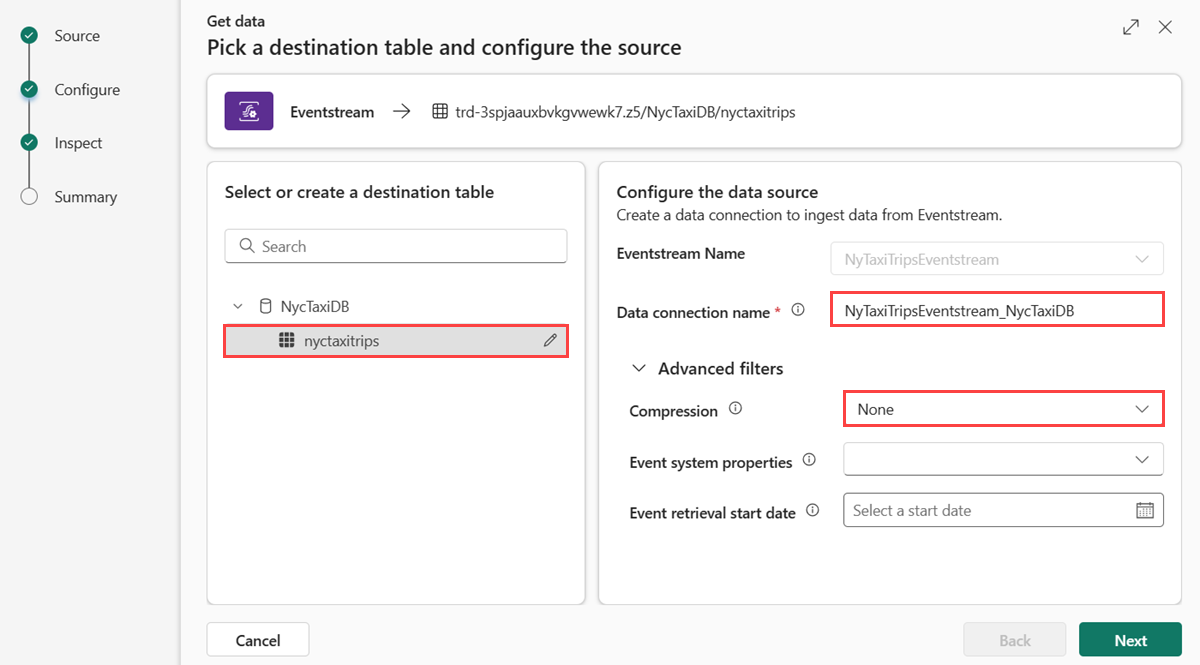 Source
Configure
Inspect
Summary
Get data
Pick a destination table and configure the source
Eventstream
trd-3spjaauxbvkgvwewk7.z5/NycTaxiDB/nyctaxitrips
Select or create a destination table
Search
NycTaxiDB
nyctaxitrips
Configure the data source
Create a data connection to ingest data from Eventstream.
Eventstream Name NyTaxiTripsEventstream
Data connection name * NyTaxiTripsEventstream_NycTaxiDB
Advanced filters
Compression None
Event system properties
Event retrieval start date Select a start date
Cancel Back Next